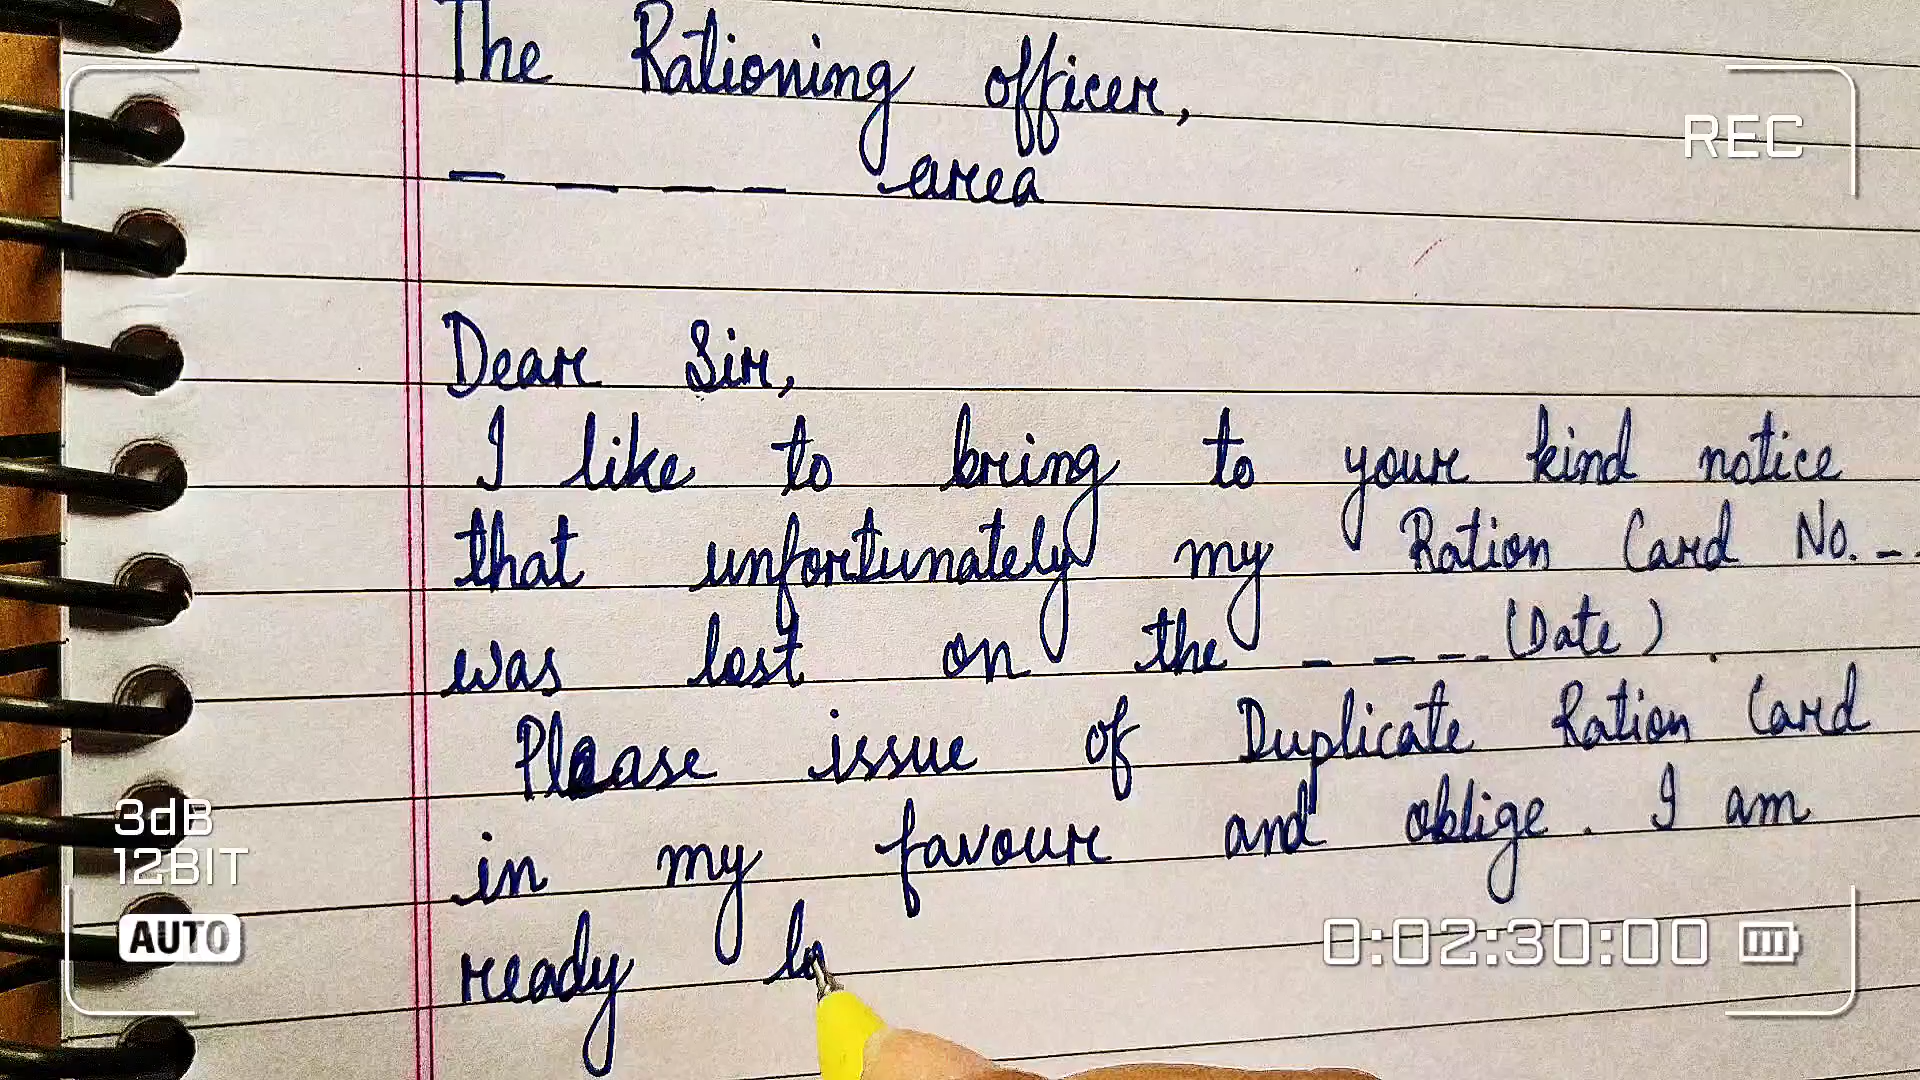 The Rationing officer,
_ _ _ _ area
Dear Sir,
I like to bring to your kind notice
that unfortunately my Ration Card No. _ .
was lost on the _ _ _ . (Date) .
Please issue of Duplicate Ration Card
in my favour and oblige. I am
ready
REC
3dB
12BIT
AUTO
0:02:30:00